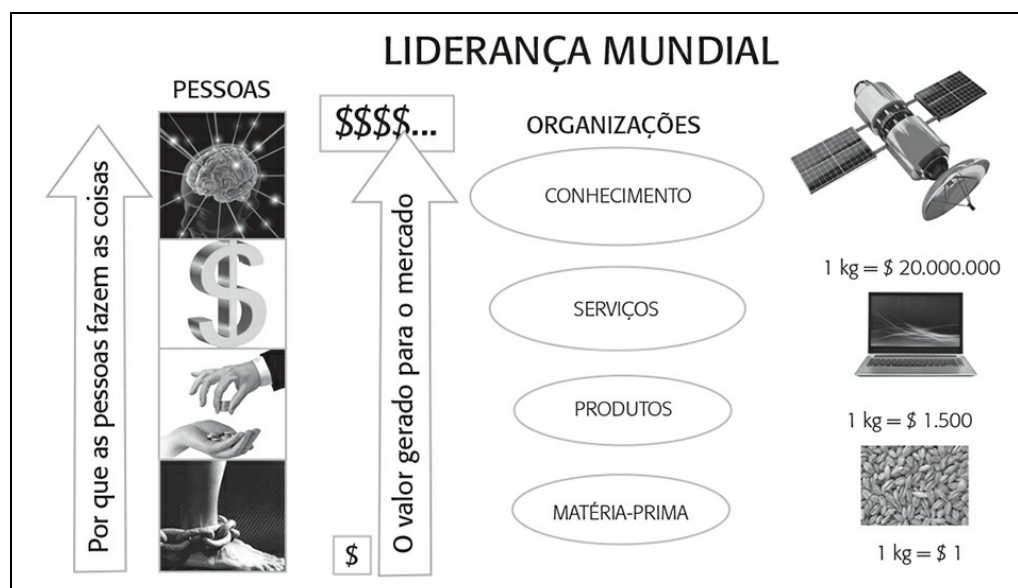 LIDERANÇA MUNDIAL
PESSOAS
Por que as pessoas fazem as coisas
$$$$...
O valor gerado para o mercado
$
ORGANIZAÇÕES
CONHECIMENTO
SERVIÇOS
PRODUTOS
MATÉRIA-PRIMA
1 kg = $ 20.000.000
1 kg = $ 1.500
1 kg = $ 1